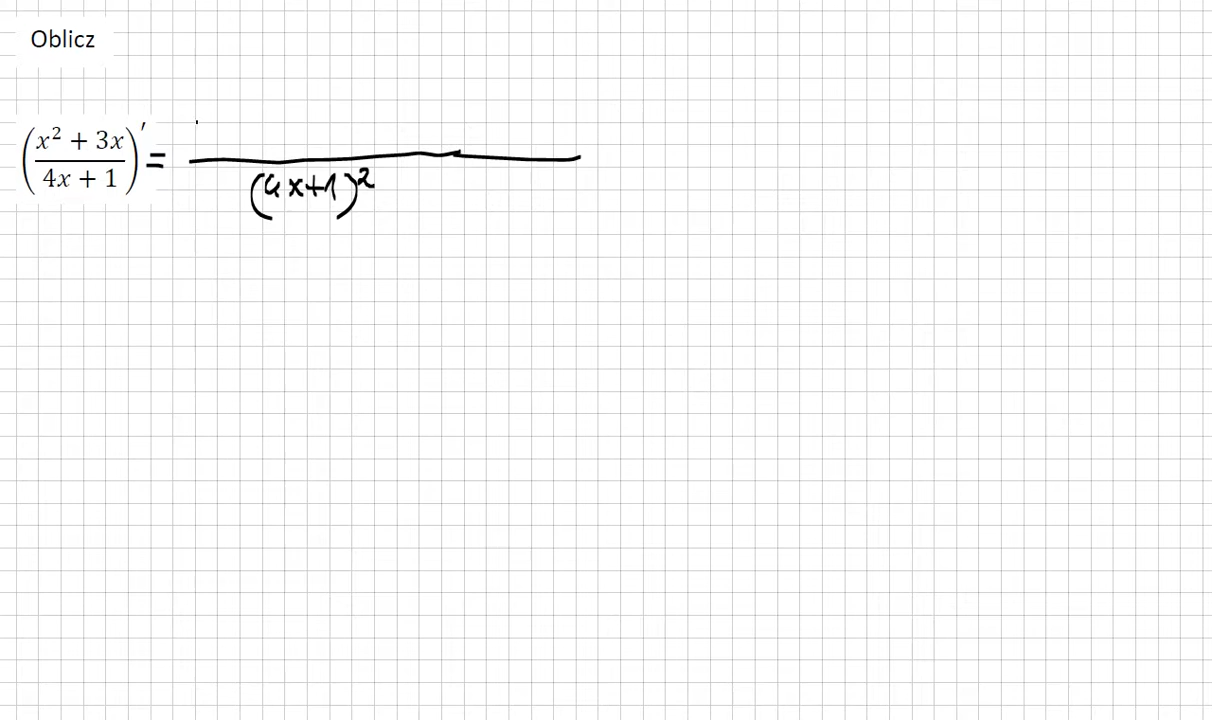 Oblicz
(x² + 3x / 4x + 1)′ = ――― / (4x+1)²